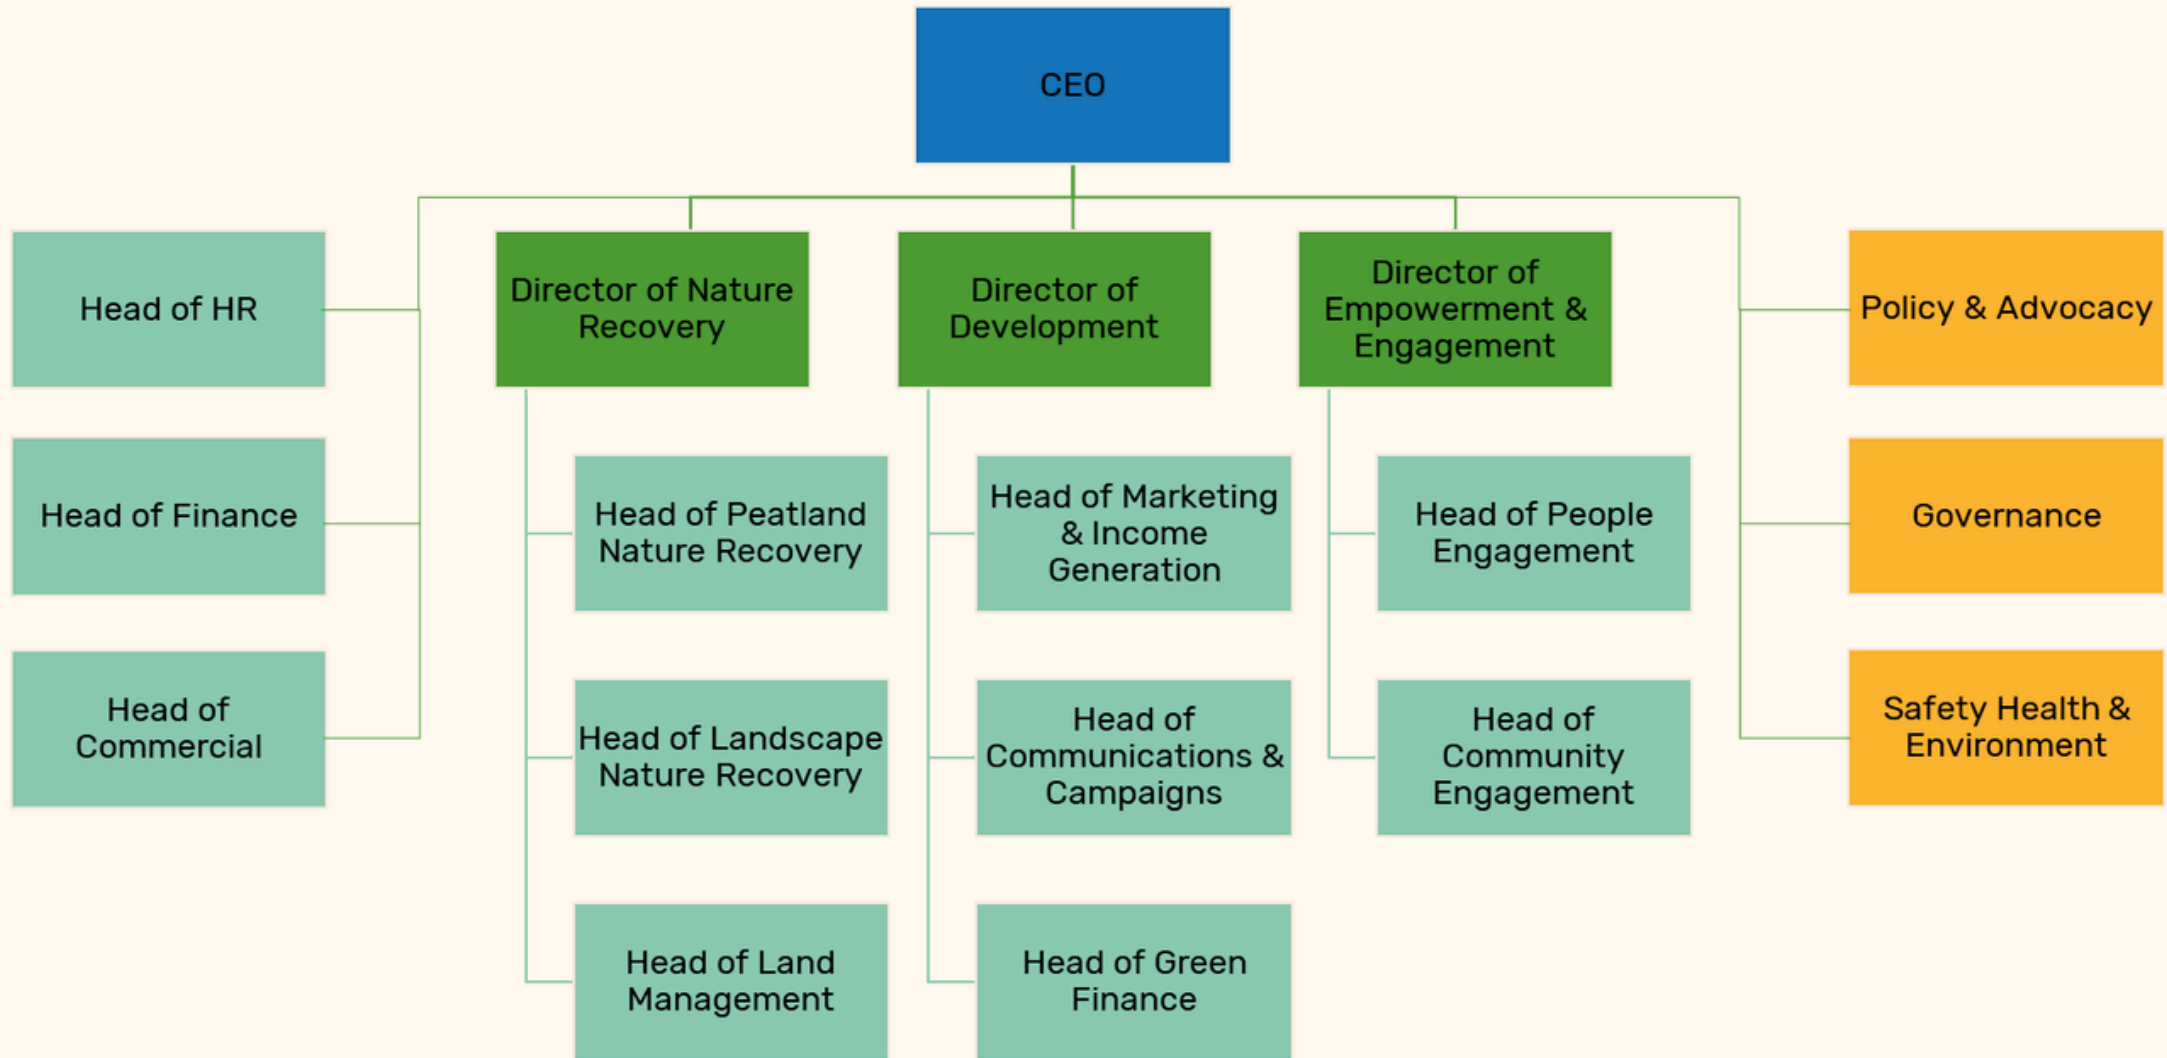 CEO
Head of HR
Director of Nature
Recovery
Director of
Development
Director of
Empowerment &
Engagement
Policy & Advocacy
Head of Finance
Head of Peatland
Nature Recovery
Head of Marketing
& Income
Generation
Head of People
Engagement
Governance
Head of
Commercial
Head of Landscape
Nature Recovery
Head of
Communications &
Campaigns
Head of
Community
Engagement
Safety Health &
Environment
Head of Land
Management
Head of Green
Finance